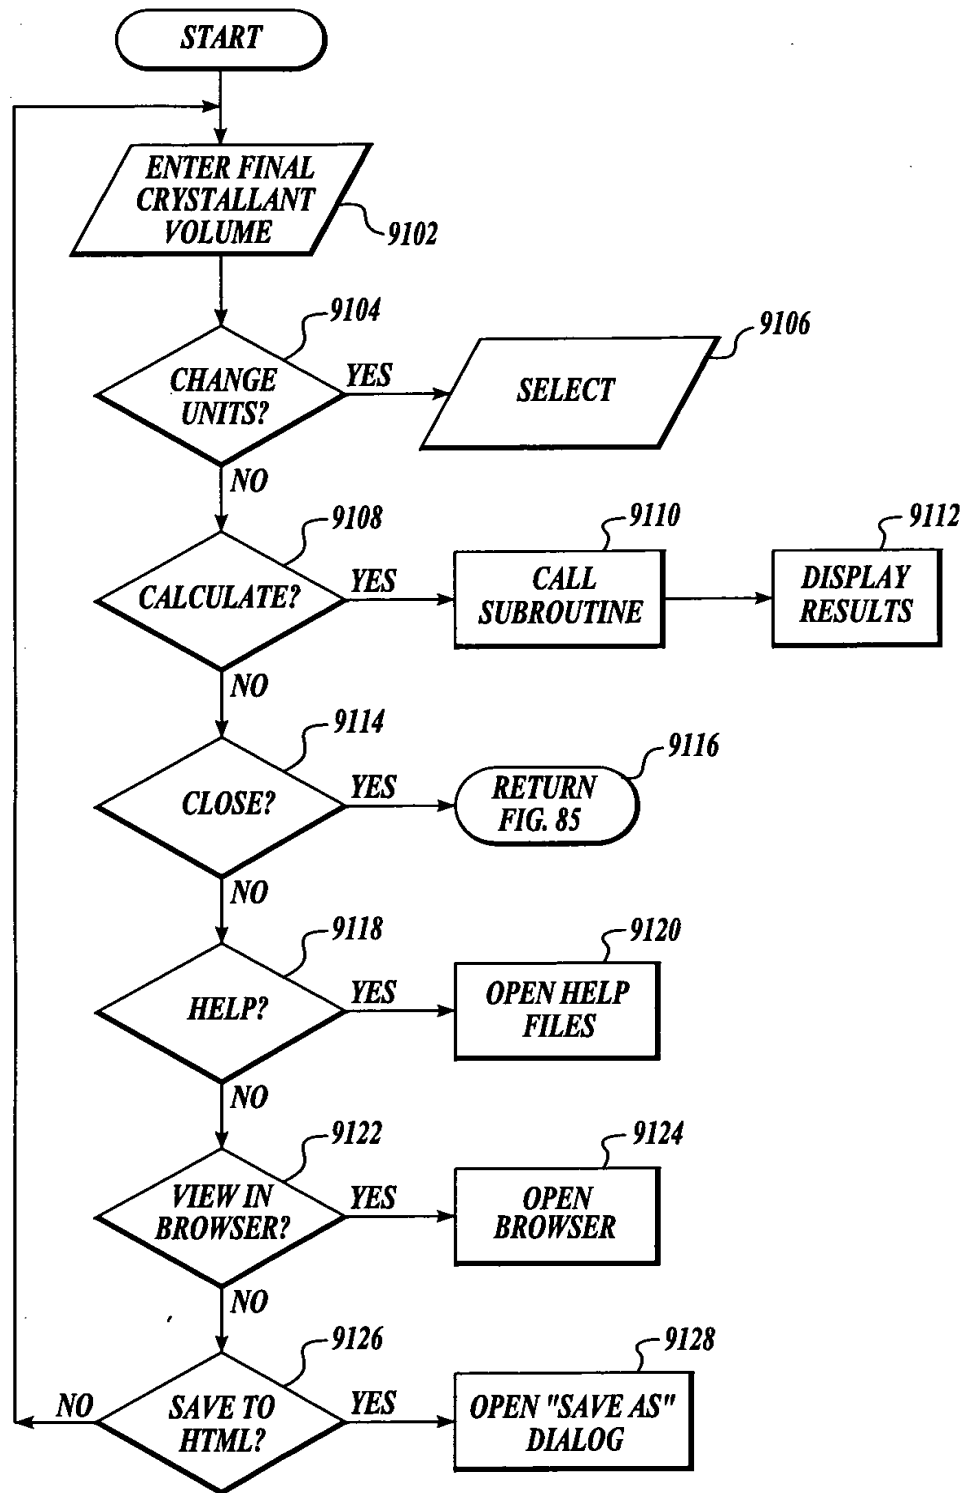 START
ENTER FINAL
CRYSTALLANT
VOLUME
9102
9104
CHANGE
UNITS?
YES
9106
SELECT
NO
9108
CALCULATE?
YES
9110
CALL
SUBROUTINE
9112
DISPLAY
RESULTS
NO
9114
CLOSE?
YES
9116
RETURN
FIG. 85
NO
9118
HELP?
YES
9120
OPEN HELP
FILES
NO
9122
VIEW IN
BROWSER?
YES
9124
OPEN
BROWSER
NO
9126
SAVE TO
HTML?
NO
YES
9128
OPEN "SAVE AS"
DIALOG